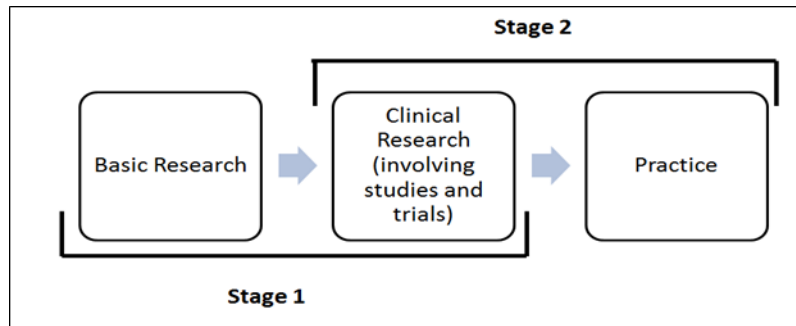 Stage 2
Basic Research
Clinical
Research
(involving
studies and
trials)
Practice
Stage 1